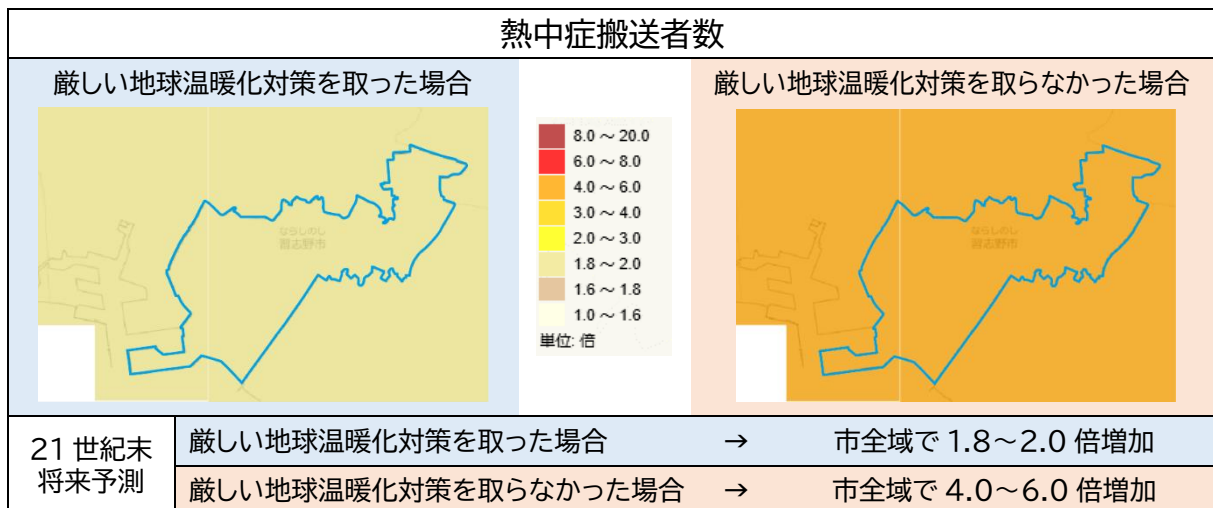 熱中症搬送者数
厳しい地球温暖化対策を取った場合
厳しい地球温暖化対策を取らなかった場合
8.0 ～ 20.0
6.0 ～ 8.0
4.0 ～ 6.0
3.0 ～ 4.0
2.0 ～ 3.0
1.8 ～ 2.0
1.6 ～ 1.8
1.0 ～ 1.6
単位: 倍
ならしのし
習志野市
ならしのし
習志野市
21 世紀末
将来予測
厳しい地球温暖化対策を取った場合 → 市全域で 1.8～2.0 倍増加
厳しい地球温暖化対策を取らなかった場合 → 市全域で 4.0～6.0 倍増加